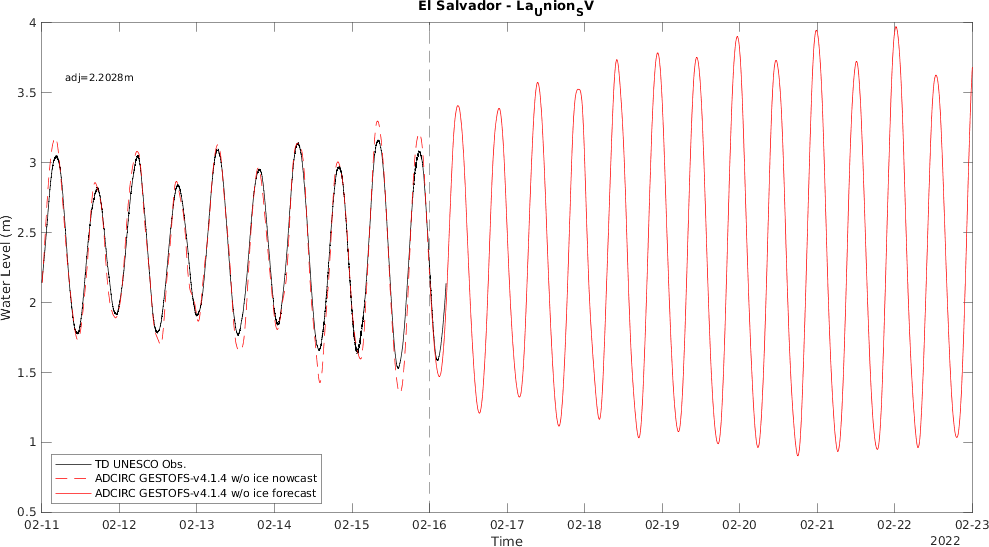 El Salvador - LaUnionSV
adj=2.2028m
4
3.5
3
2.5
2
1.5
1
0.5
Water Level (m)
TD UNESCO Obs.
ADCIRC GESTOFS-v4.1.4 w/o ice nowcast
ADCIRC GESTOFS-v4.1.4 w/o ice forecast
02-11 02-12 02-13 02-14 02-15 02-16 02-17 02-18 02-19 02-20 02-21 02-22 02-23
Time
2022